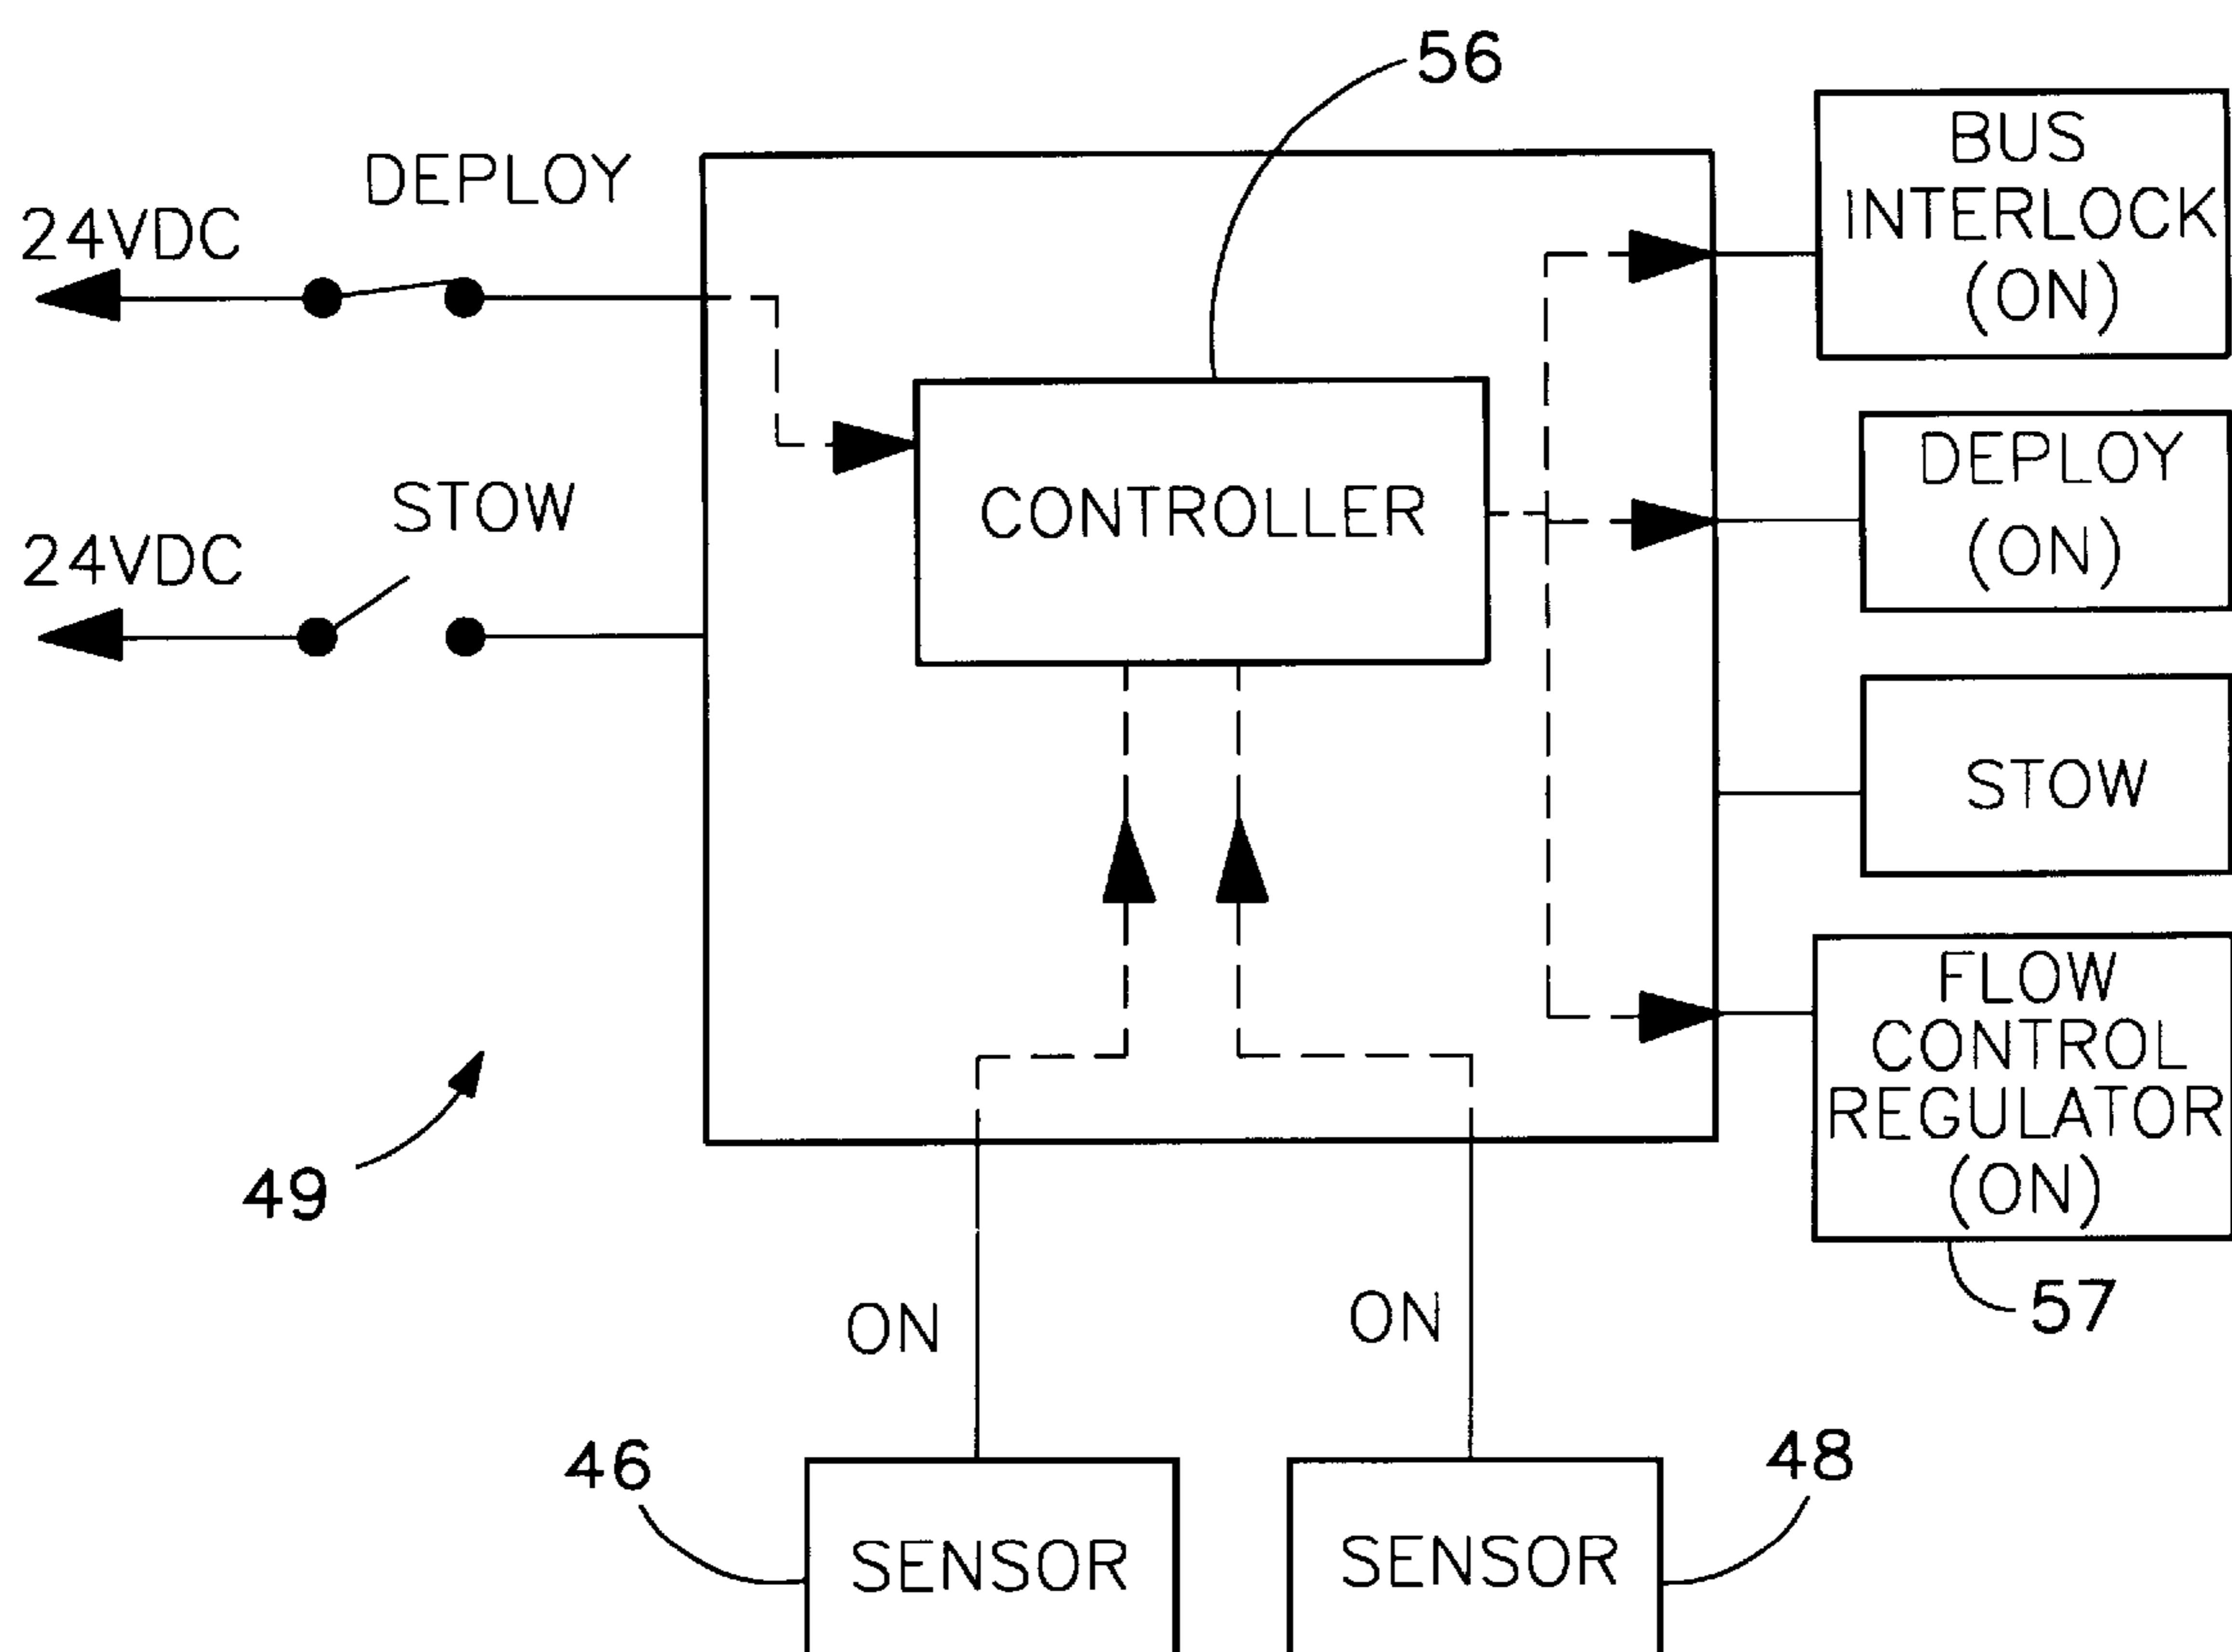 56
DEPLOY
24VDC
STOW
24VDC
CONTROLLER
BUS
INTERLOCK
(ON)
DEPLOY
(ON)
STOW
FLOW
CONTROL
REGULATOR
(ON)
57
49
ON
ON
46
SENSOR
SENSOR
48